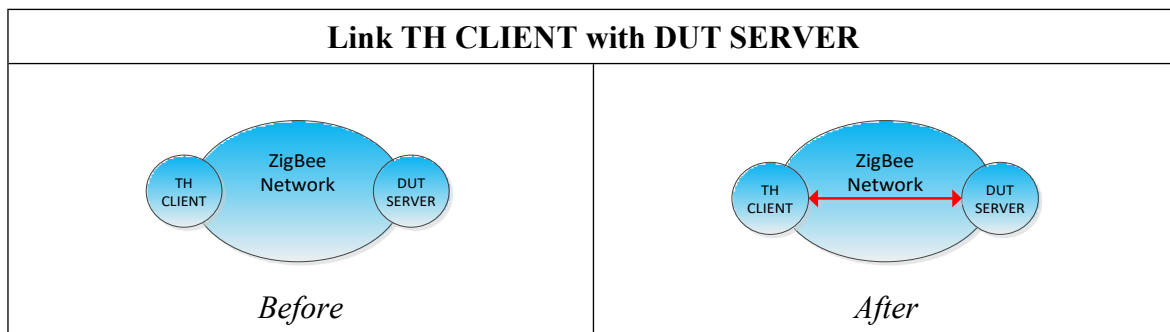 Link TH CLIENT with DUT SERVER
ZigBee
Network
TH
CLIENT
DUT
SERVER
Before
ZigBee
Network
TH
CLIENT
DUT
SERVER
After